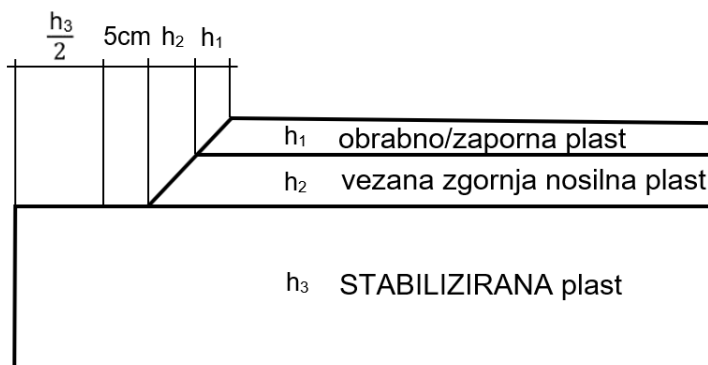 h₃/2 5cm h₂ h₁
h₁ obrabno/zaporna plast
h₂ vezana zgornja nosilna plast
h₃ STABILIZIRANA plast